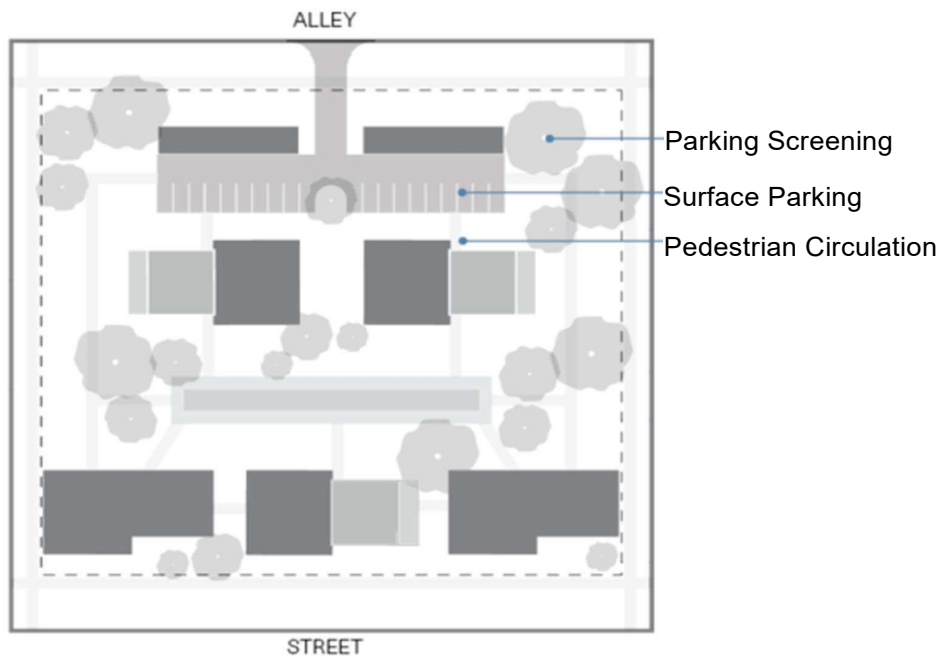 ALLEY
Parking Screening
Surface Parking
Pedestrian Circulation
STREET